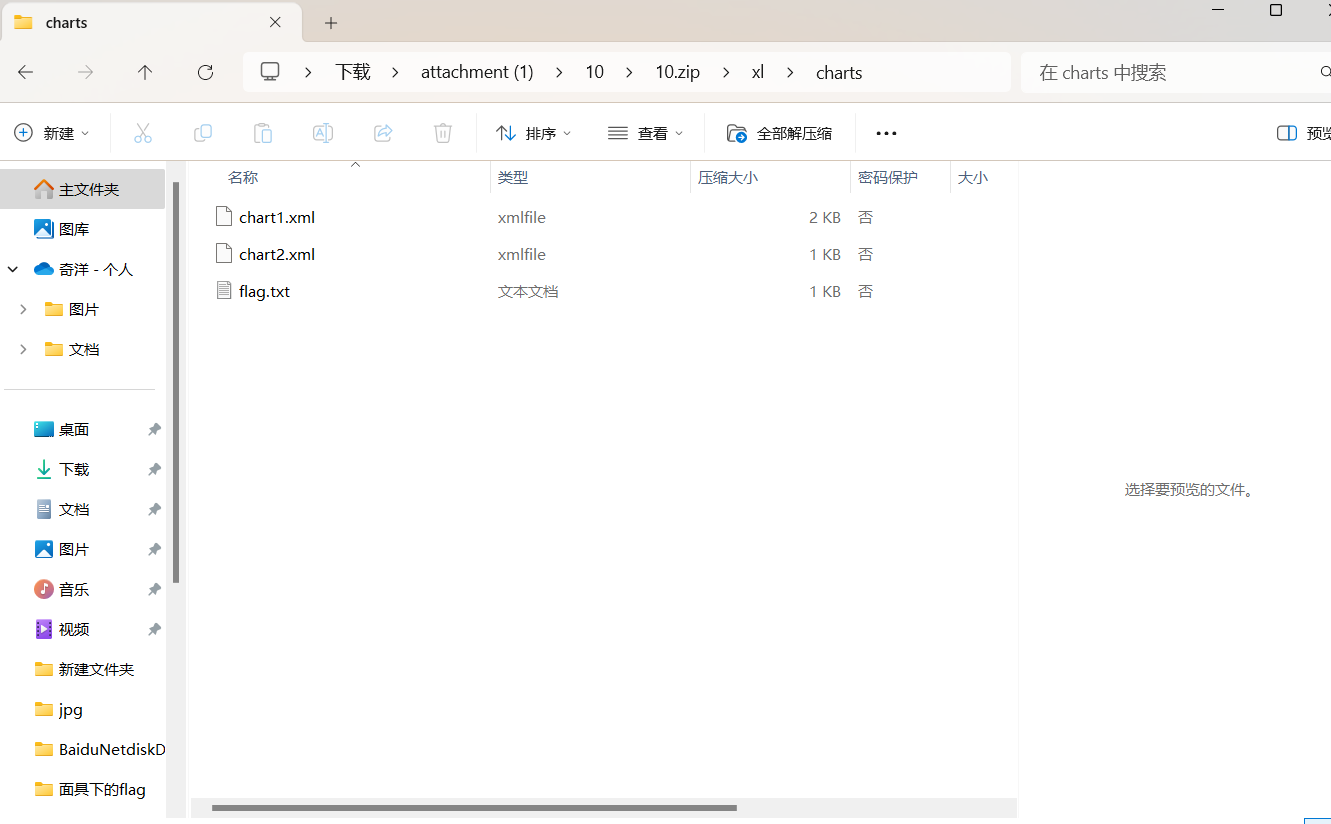 charts
下载 attachment (1) 10 10.zip xl charts
在 charts 中搜索
新建 排序 查看 全部解压缩
名称 类型 压缩大小 密码保护 大小
chart1.xml xmlfile 2 KB 否
chart2.xml xmlfile 1 KB 否
flag.txt 文本文档 1 KB 否
主文件夹
图库
奇洋 - 个人
图片
文档
桌面
下载
文档
图片
音乐
视频
新建文件夹
jpg
BaiduNetdiskD
面具下的flag
选择要预览的文件。